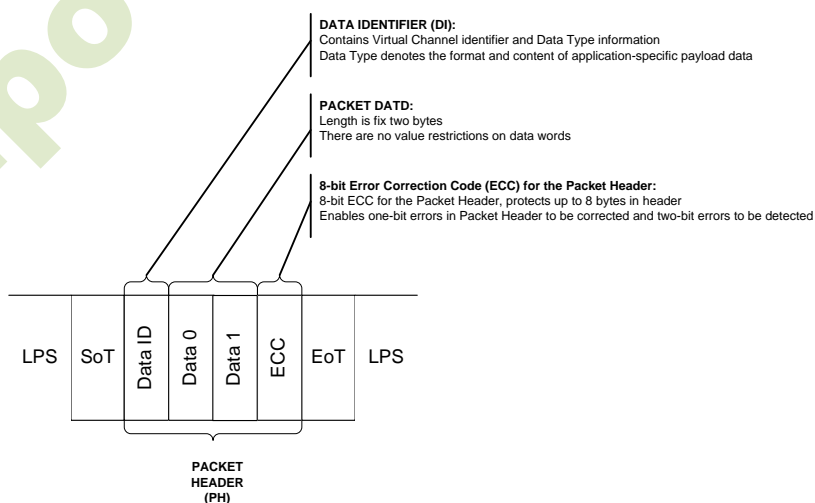 DATA IDENTIFIER (DI):
Contains Virtual Channel identifier and Data Type information
Data Type denotes the format and content of application-specific payload data
PACKET DATD:
Length is fix two bytes
There are no value restrictions on data words
8-bit Error Correction Code (ECC) for the Packet Header:
8-bit ECC for the Packet Header, protects up to 8 bytes in header
Enables one-bit errors in Packet Header to be corrected and two-bit errors to be detected
LPS SoT Data ID Data 0 Data 1 ECC EoT LPS
PACKET
HEADER
(PH)
po